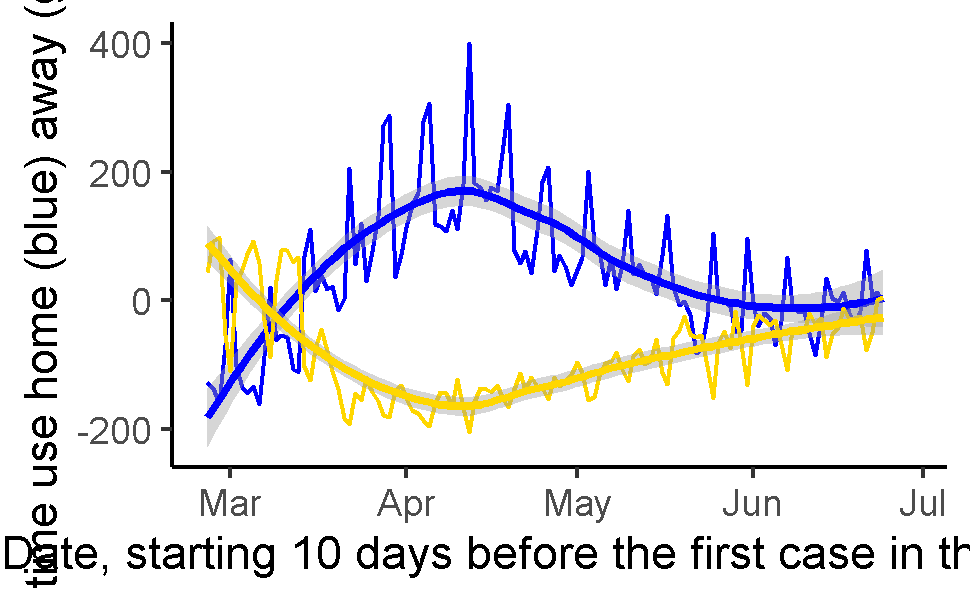 time use home (blue) away (
400
200
0
-200
Mar Apr May Jun Jul
Date, starting 10 days before the first case in th